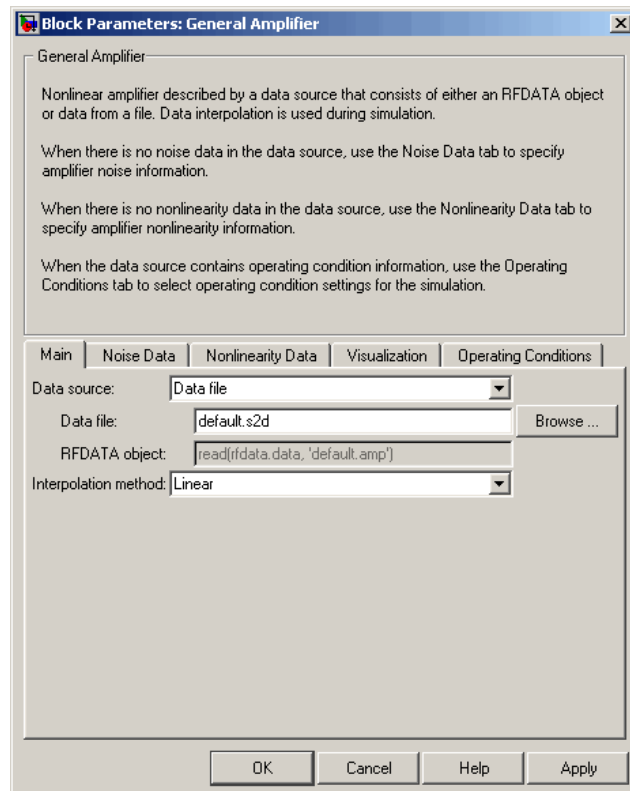 Block Parameters: General Amplifier
General Amplifier
Nonlinear amplifier described by a data source that consists of either an RFDATA object
or data from a file. Data interpolation is used during simulation.
When there is no noise data in the data source, use the Noise Data tab to specify
amplifier noise information.
When there is no nonlinearity data in the data source, use the Nonlinearity Data tab to
specify amplifier nonlinearity information.
When the data source contains operating condition information, use the Operating
Conditions tab to select operating condition settings for the simulation.
Main Noise Data Nonlinearity Data Visualization Operating Conditions
Data source: Data file
Data file: default.s2d Browse ...
RFDATA object: read(rfdata.data, 'default.amp')
Interpolation method: Linear
OK Cancel Help Apply